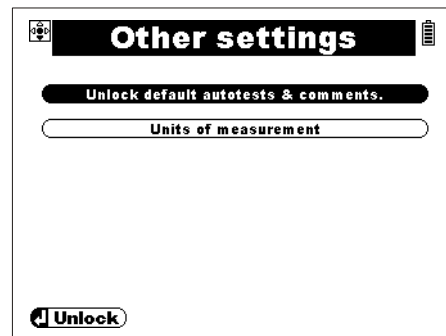 Other settings
Unlock default autotests & comments.
Units of measurement
Unlock